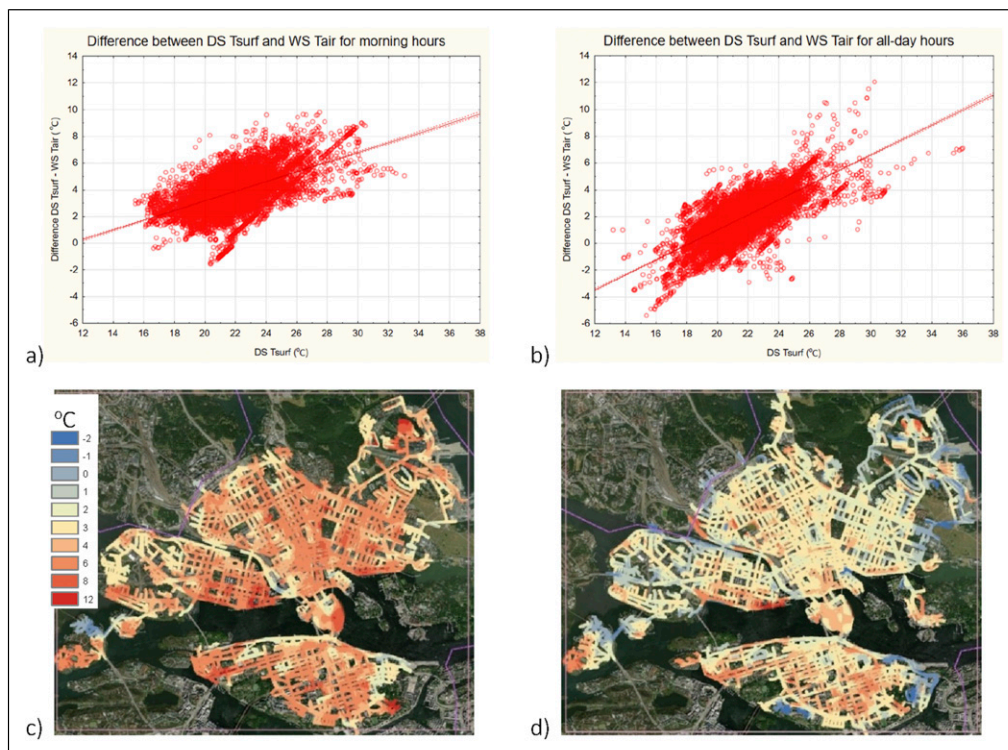 Difference between DS Tsurf and WS Tair for morning hours
14
12
10
8
6
4
2
0
-2
-4
-6
Difference DS Tsurf - WS Tair (°C)
12 14 16 18 20 22 24 26 28 30 32 34 36 38
DS Tsurf (°C)
a)
Difference between DS Tsurf and WS Tair for all-day hours
14
12
10
8
6
4
2
0
-2
-4
-6
Difference DS Tsurf - WS Tair (°C)
12 14 16 18 20 22 24 26 28 30 32 34 36 38
DS Tsurf (°C)
b)
°C
-2
-1
0
1
2
3
4
6
8
12
c)
d)